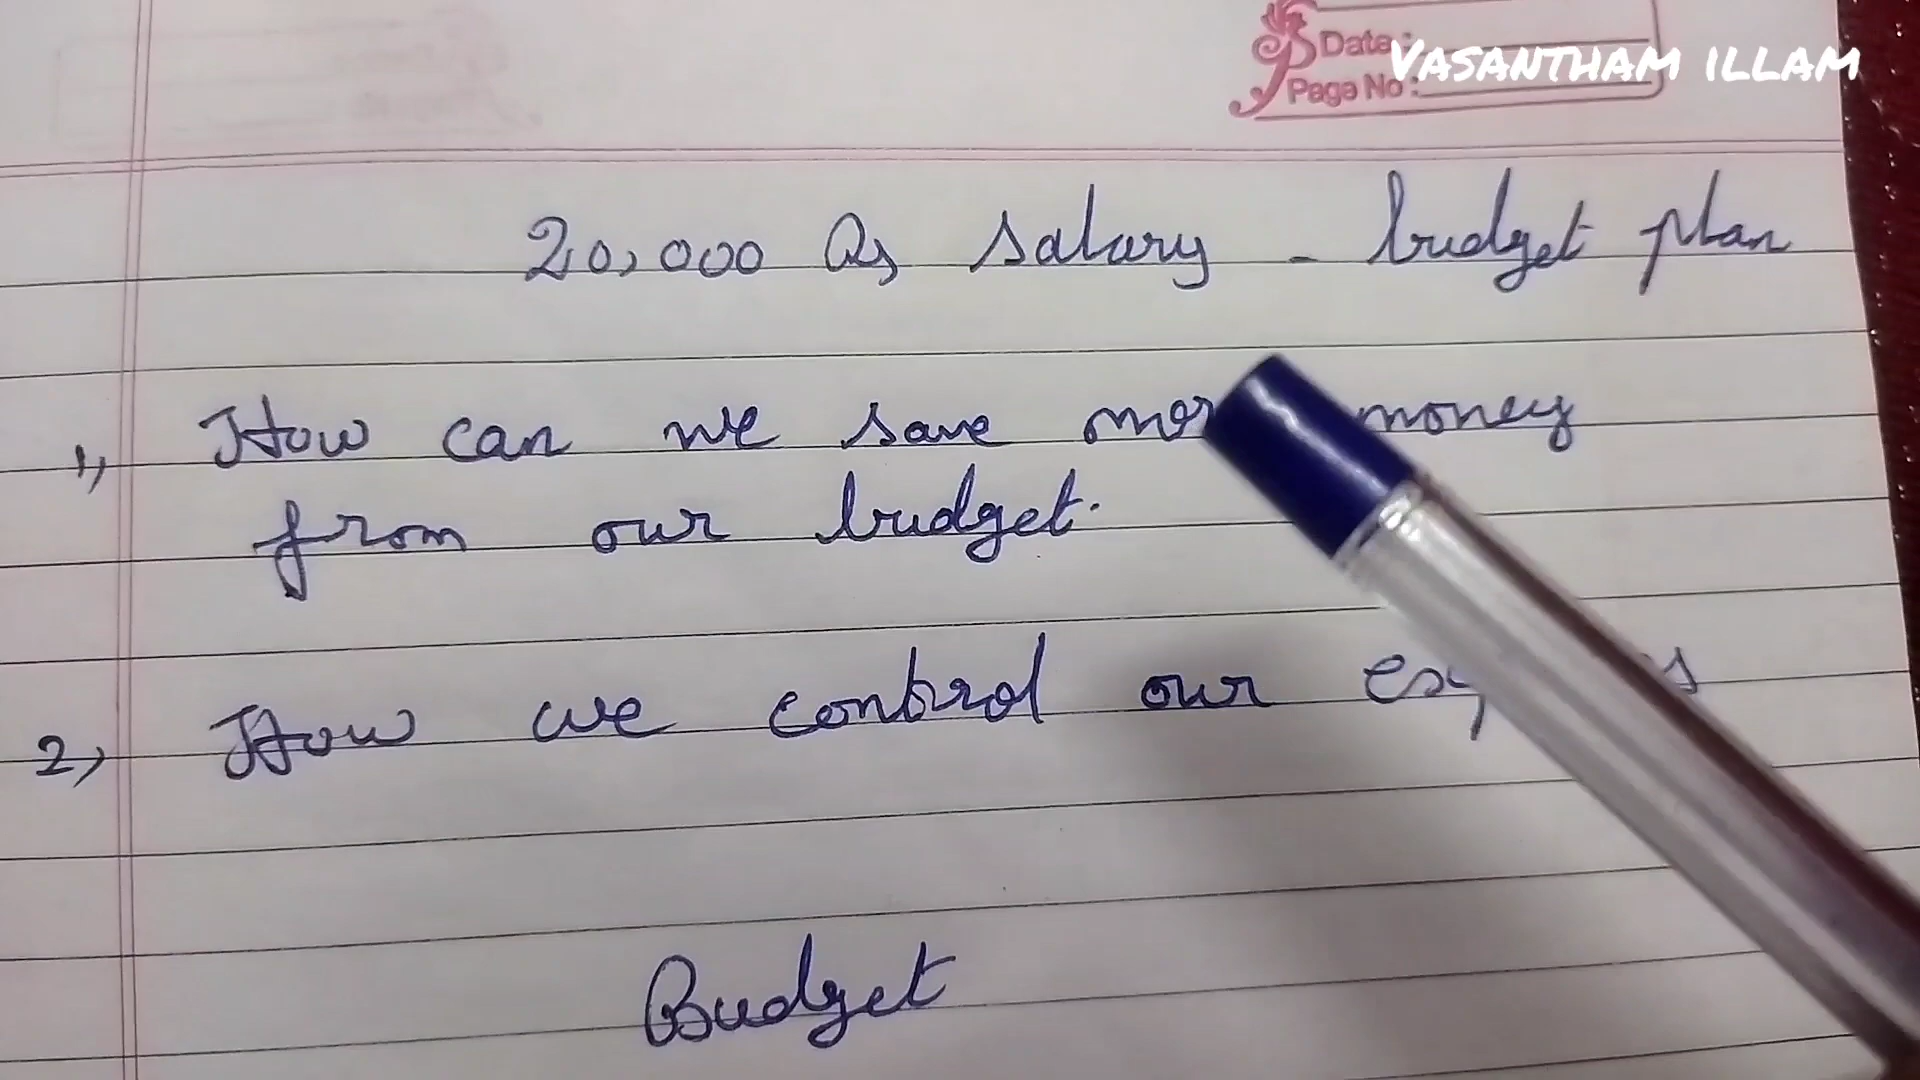 Date:
VASANTHAM ILLAM
Page No:
20,000 Rs salary - budget plan
1, How can we save money
from our budget.
2, How we control our
Budget